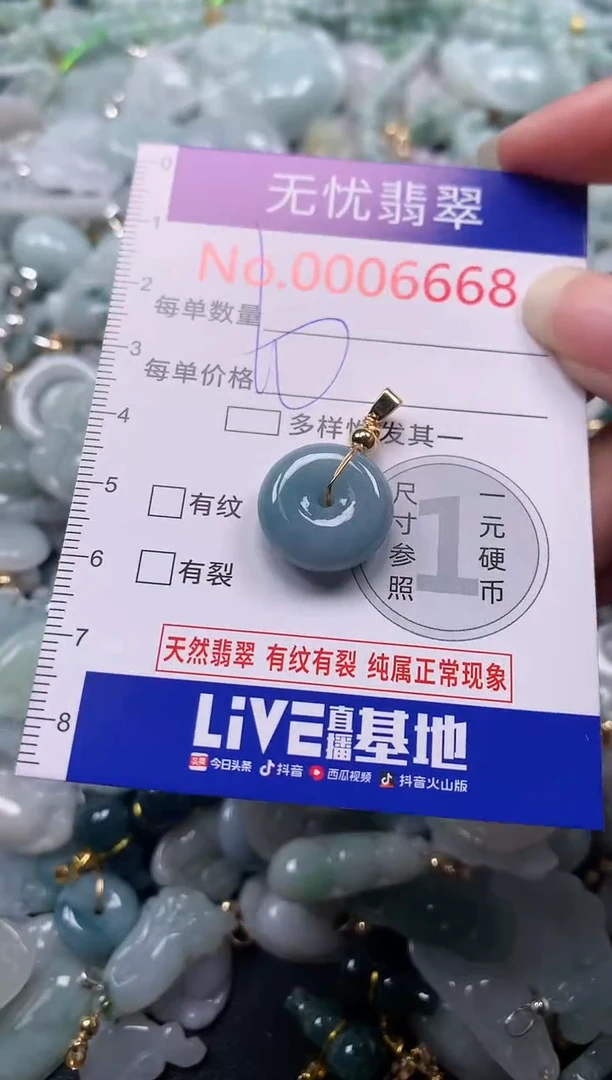 无忧翡翠
No.0006668
每单数量
每单价格
多样性发其一
有纹
有裂
尺寸参照
一元硬币
1
天然翡翠 有纹有裂 纯属正常现象
LiVE直播基地
今日头条 抖音 西瓜视频 抖音火山版
0
1
2
3
4
5
6
7
8